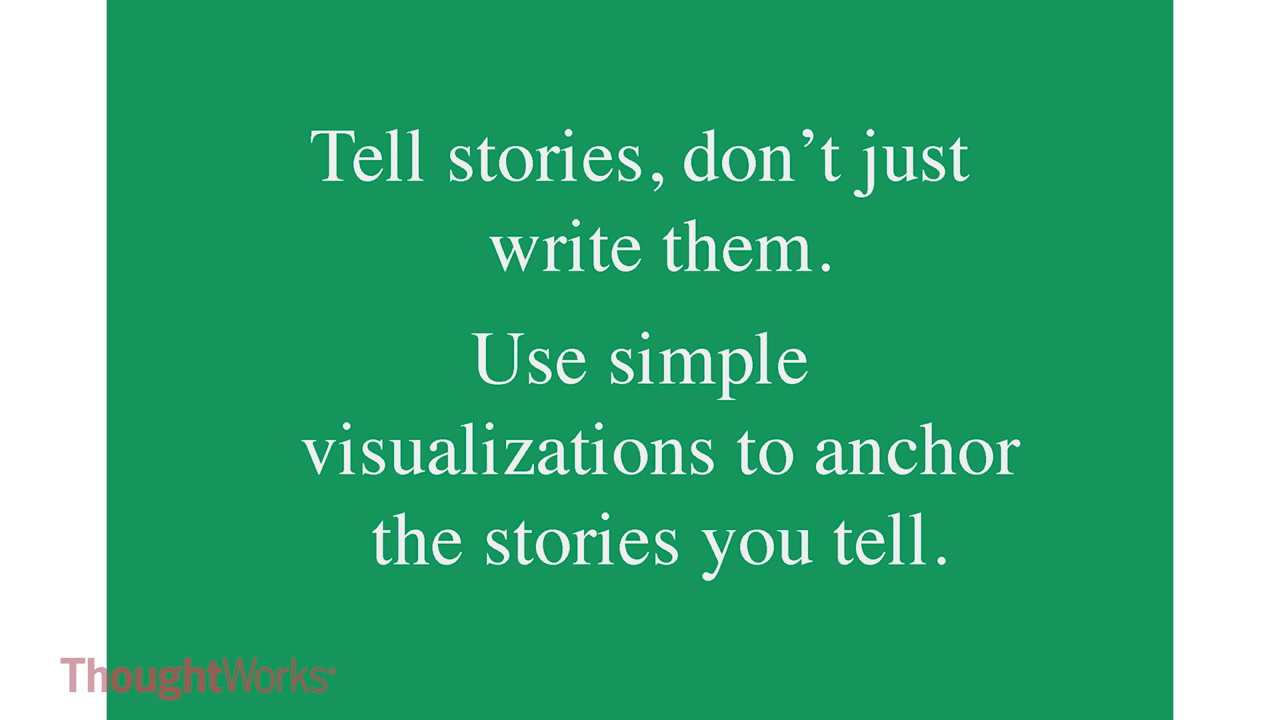 Tell stories, don’t just
write them.
Use simple
visualizations to anchor
the stories you tell.
ThoughtWorks®